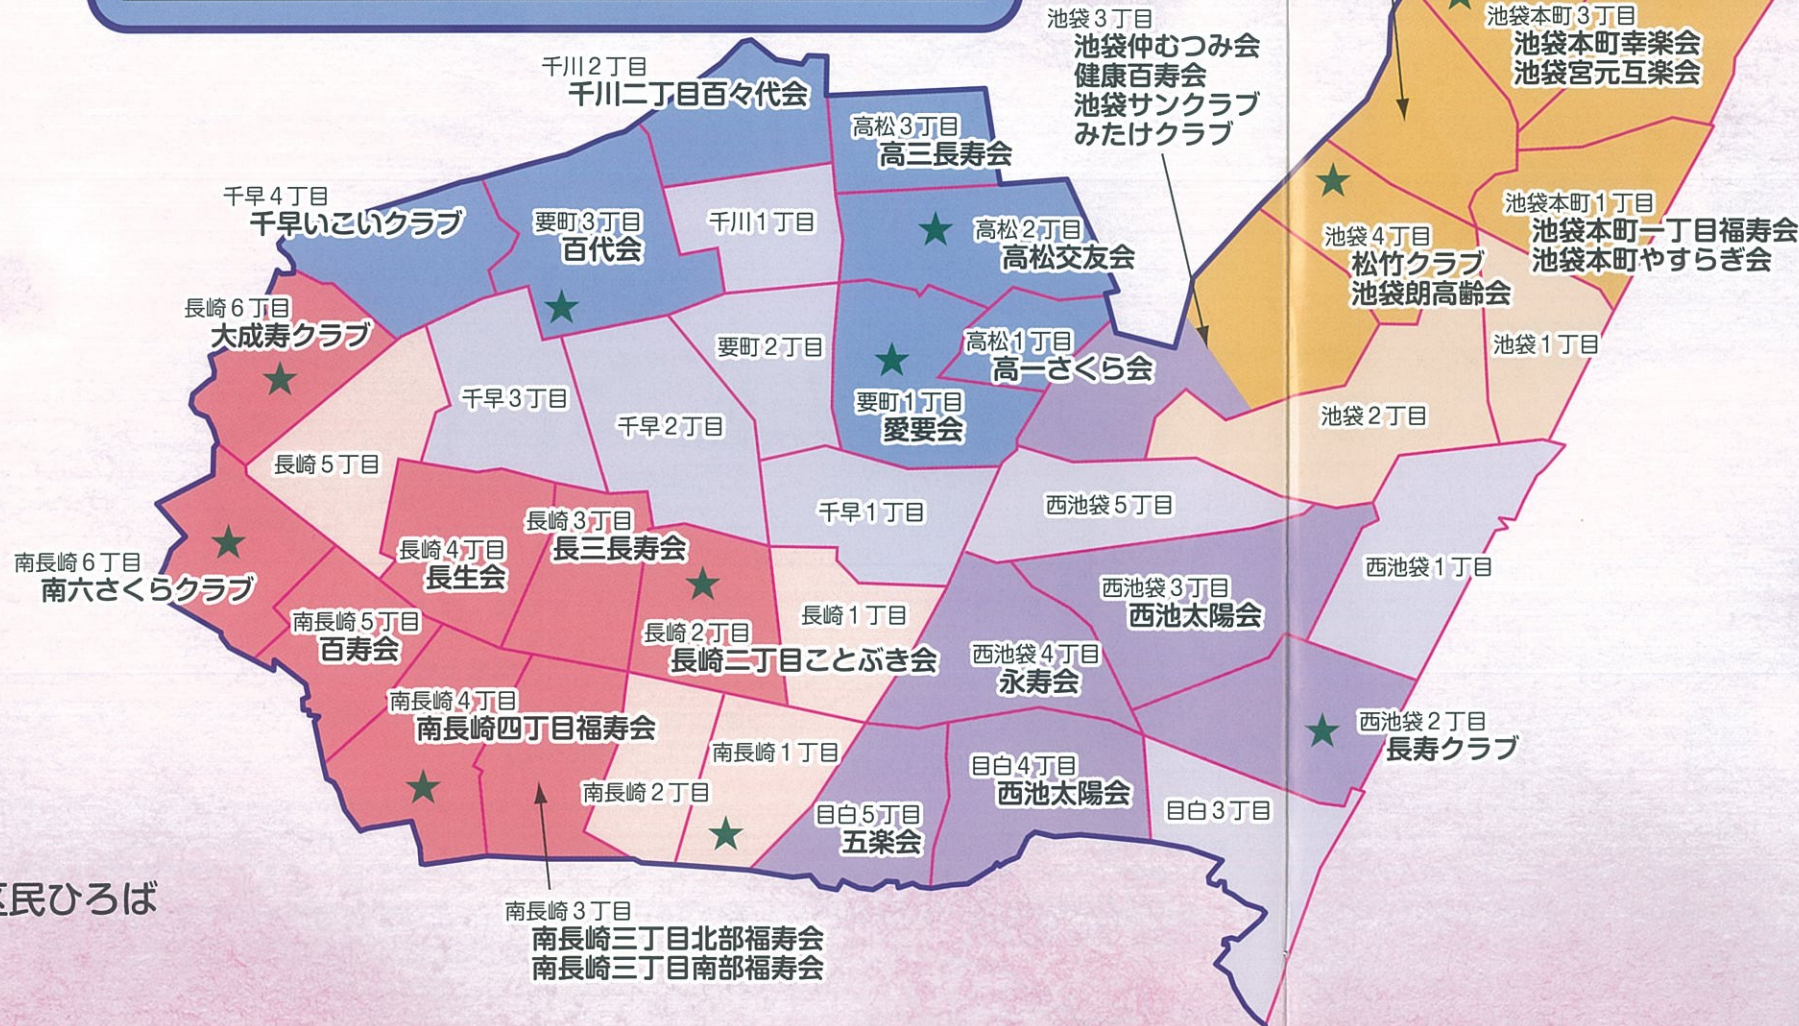 池袋3丁目
池袋仲むつみ会
健康百寿会
池袋サンクラブ
みたけクラブ
池袋本町3丁目
池袋本町幸楽会
池袋宮元互楽会
千川2丁目
千川二丁目百々代会
高松3丁目
高三長寿会
千早4丁目
千早いこいクラブ
要町3丁目
百代会
千川1丁目
高松2丁目
高松交友会
池袋4丁目
松竹クラブ
池袋朗高齢会
池袋本町1丁目
池袋本町一丁目福寿会
池袋本町やすらぎ会
長崎6丁目
大成寿クラブ
千早3丁目
千早2丁目
要町2丁目
要町1丁目
愛要会
高松1丁目
高一さくら会
池袋1丁目
池袋2丁目
長崎5丁目
長崎4丁目
長生会
長崎3丁目
長三長寿会
千早1丁目
西池袋5丁目
西池袋1丁目
南長崎6丁目
南六さくらクラブ
南長崎5丁目
百寿会
長崎2丁目
長崎二丁目ことぶき会
長崎1丁目
西池袋4丁目
永寿会
西池袋3丁目
西池太陽会
南長崎4丁目
南長崎四丁目福寿会
南長崎2丁目
南長崎1丁目
目白5丁目
五楽会
目白4丁目
西池太陽会
目白3丁目
西池袋2丁目
長寿クラブ
区民ひろば
南長崎3丁目
南長崎三丁目北部福寿会
南長崎三丁目南部福寿会